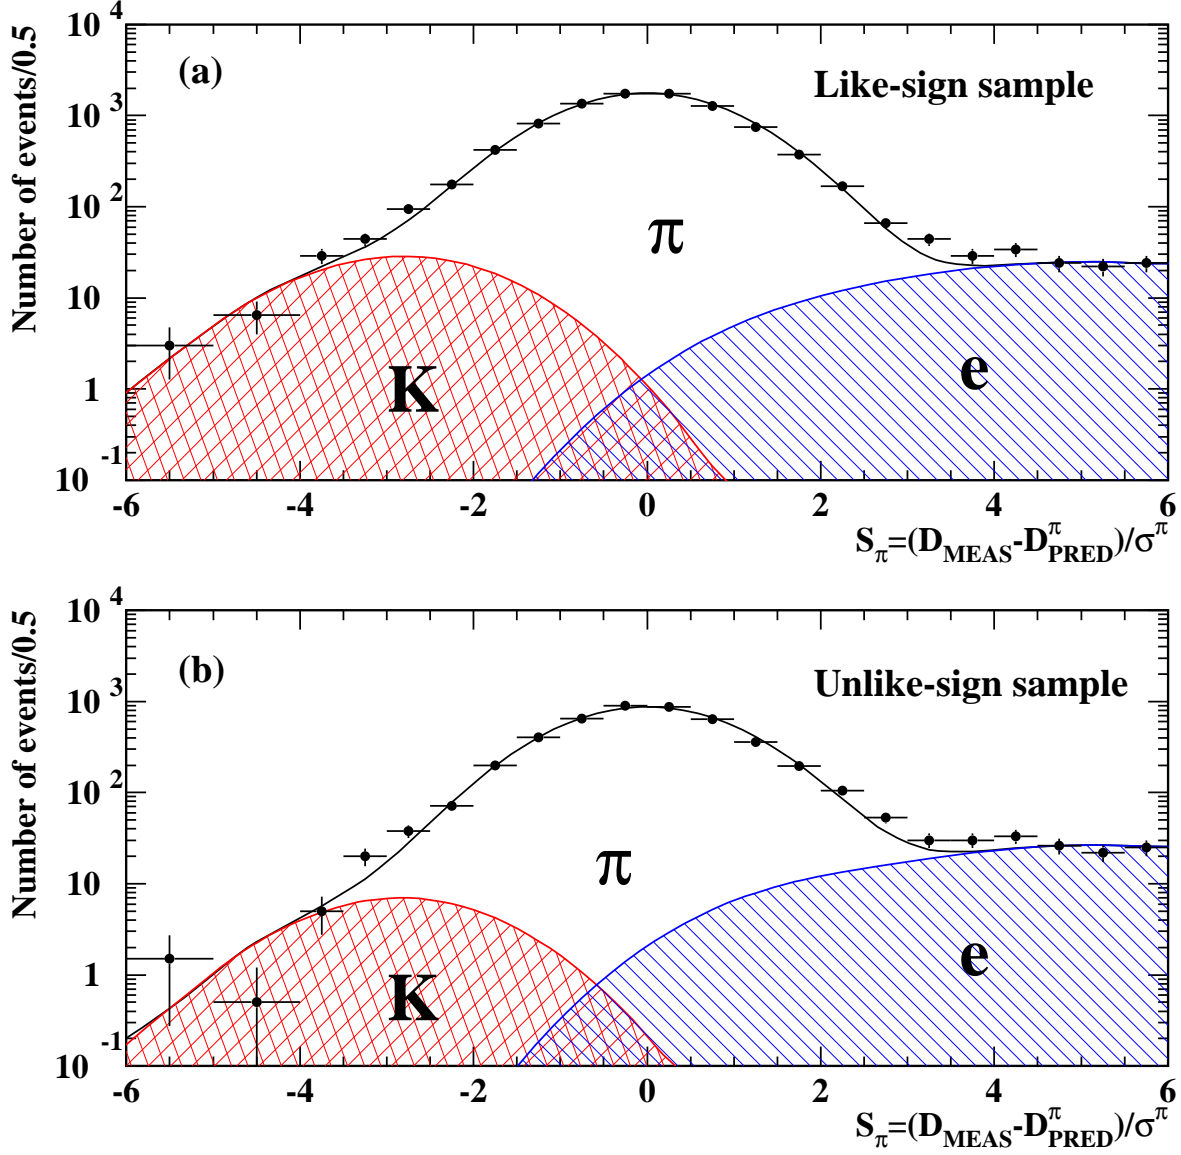 Number of events/0.5
10^4
10^3
10^2
10
1
10^-1
(a)
Like-sign sample
π
K
e
-6 -4 -2 0 2 4 6
S_π=(D_MEAS-D^π_PRED)/σ^π
Number of events/0.5
10^4
10^3
10^2
10
1
10^-1
(b)
Unlike-sign sample
π
K
e
-6 -4 -2 0 2 4 6
S_π=(D_MEAS-D^π_PRED)/σ^π